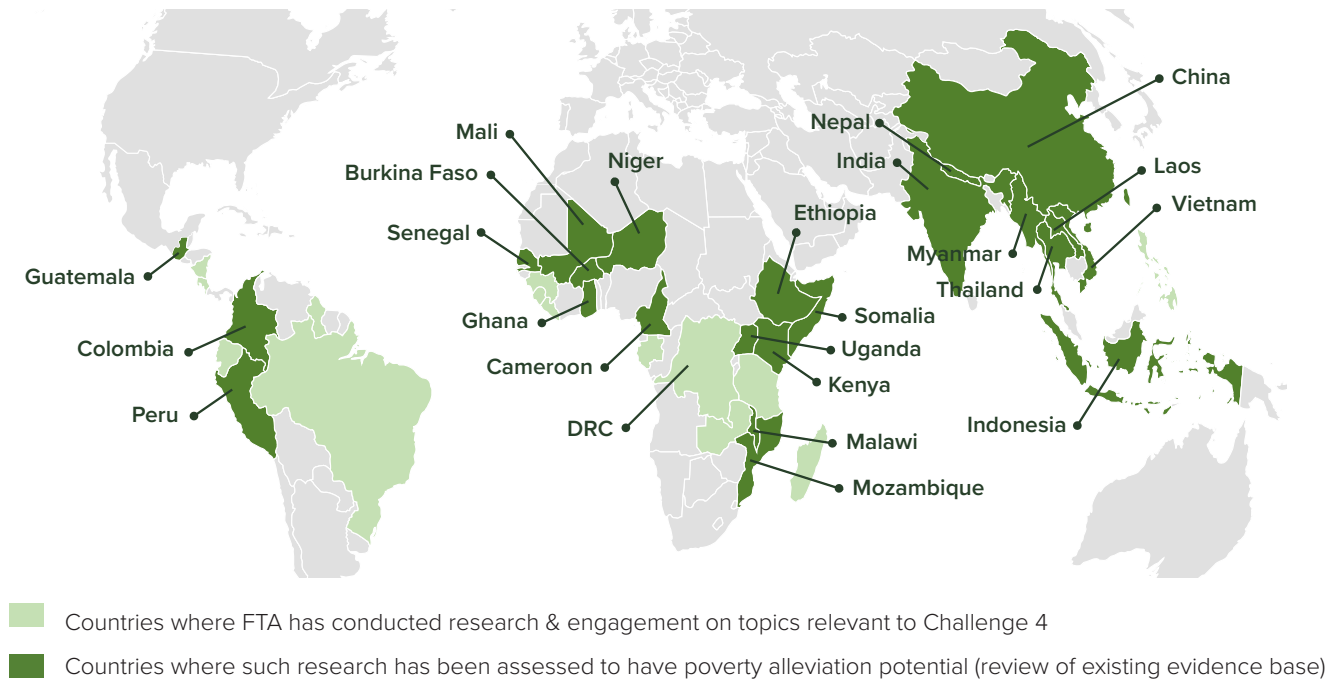 China
Mali
Nepal
Niger
India
Burkina Faso
Laos
Vietnam
Ethiopia
Senegal
Myanmar
Guatemala
Thailand
Ghana
Somalia
Colombia
Uganda
Cameroon
Kenya
Peru
DRC
Indonesia
Malawi
Mozambique
Countries where FTA has conducted research & engagement on topics relevant to Challenge 4
Countries where such research has been assessed to have poverty alleviation potential (review of existing evidence base)